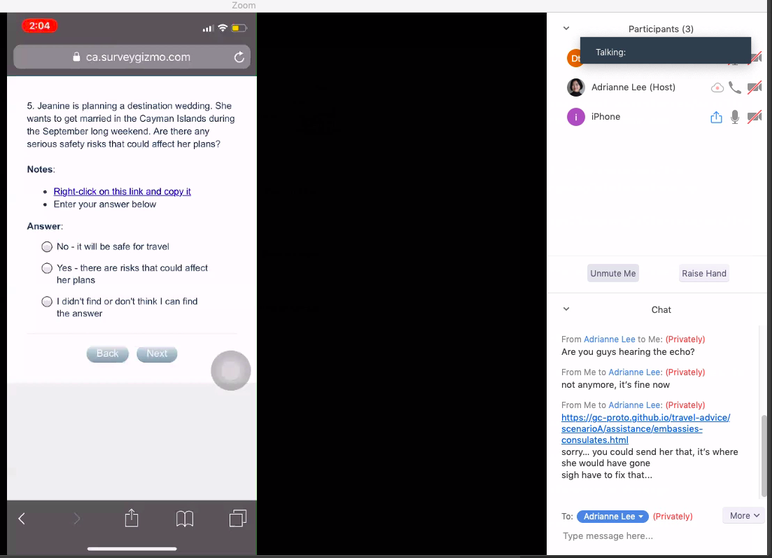 Zoom
2:04
ca.surveygizmo.com
5. Jeanine is planning a destination wedding. She
wants to get married in the Cayman Islands during
the September long weekend. Are there any
serious safety risks that could affect her plans?
Notes:
Right-click on this link and copy it
Enter your answer below
Answer:
No - it will be safe for travel
Yes - there are risks that could affect
her plans
I didn't find or don't think I can find
the answer
Back
Next
Participants (3)
Talking:
Adrianne Lee (Host)
i
iPhone
Unmute Me
Raise Hand
Chat
From Adrianne Lee to Me: (Privately)
Are you guys hearing the echo?
From Me to Adrianne Lee: (Privately)
not anymore, it's fine now
From Me to Adrianne Lee: (Privately)
https://gc-proto.github.io/travel-advice/
scenarioA/assistance/embassies-
consulates.html
sorry... you could send her that, it's where
she would have gone
sigh have to fix that...
To: Adrianne Lee (Privately)
More
Type message here...